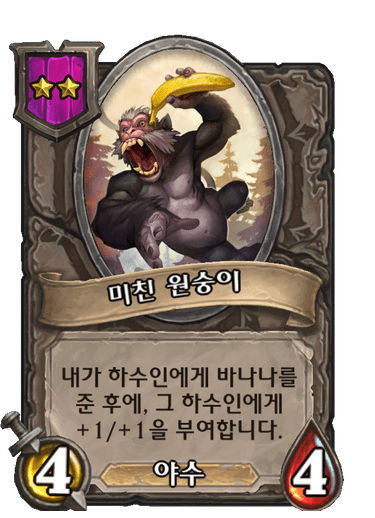 미친 원숭이
내가 하수인에게 바나나를
준 후에, 그 하수인에게
+1/+1을 부여합니다.
4
야수
4